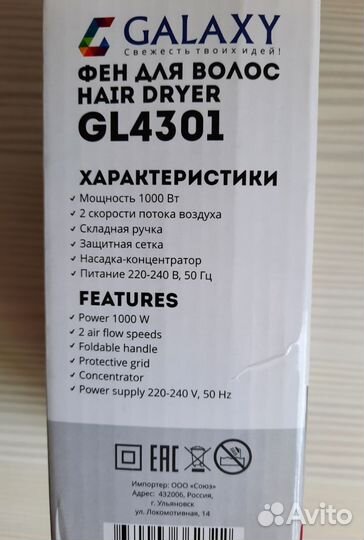 GALAXY
Свежесть твоих идей!
ФЕН ДЛЯ ВОЛОС
HAIR DRYER
GL4301
ХАРАКТЕРИСТИКИ
✓ Мощность 1000 Вт
✓ 2 скорости потока воздуха
✓ Складная ручка
✓ Защитная сетка
✓ Насадка-концентратор
✓ Питание 220-240 В, 50 Гц
FEATURES
✓ Power 1000 W
✓ 2 air flow speeds
✓ Foldable handle
✓ Protective grid
✓ Concentrator
✓ Power supply 220-240 V, 50 Hz
EAC
Импортер: ООО «Союз»
Адрес: 432006, Россия,
г. Ульяновск
ул. Локомотивная, 14
Avito